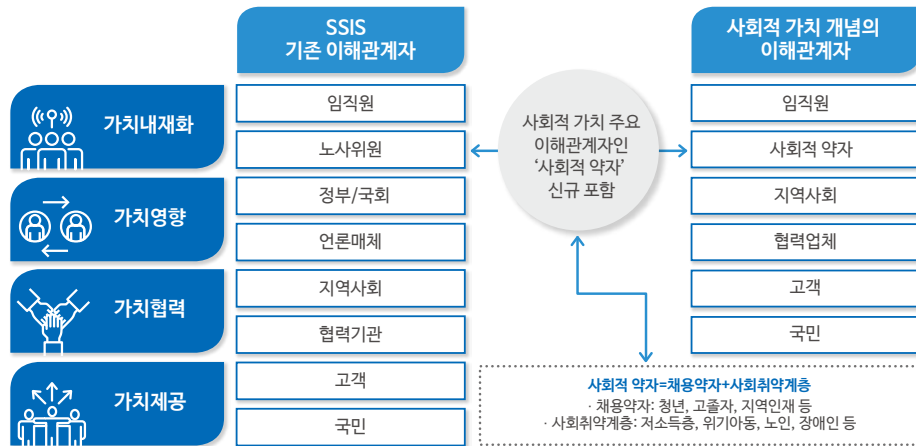 SSIS
기존 이해관계자
사회적 가치 개념의
이해관계자
가치내재화
임직원
노사위원
가치영향
정부/국회
언론매체
가치협력
지역사회
협력기관
가치제공
고객
국민
사회적 가치 주요
이해관계자인
‘사회적 약자’
신규 포함
임직원
사회적 약자
지역사회
협력업체
고객
국민
사회적 약자=채용약자+사회취약계층
· 채용약자: 청년, 고졸자, 지역인재 등
· 사회취약계층: 저소득층, 위기아동, 노인, 장애인 등